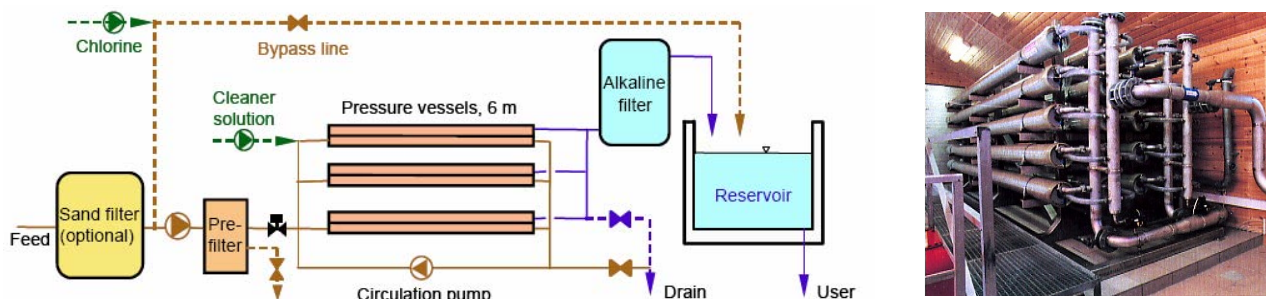 Chlorine
Bypass line
Cleaner
solution
Pressure vessels, 6 m
Alkaline
filter
Reservoir
Sand filter
(optional)
Feed
Pre-
filter
Circulation pump
Drain
User